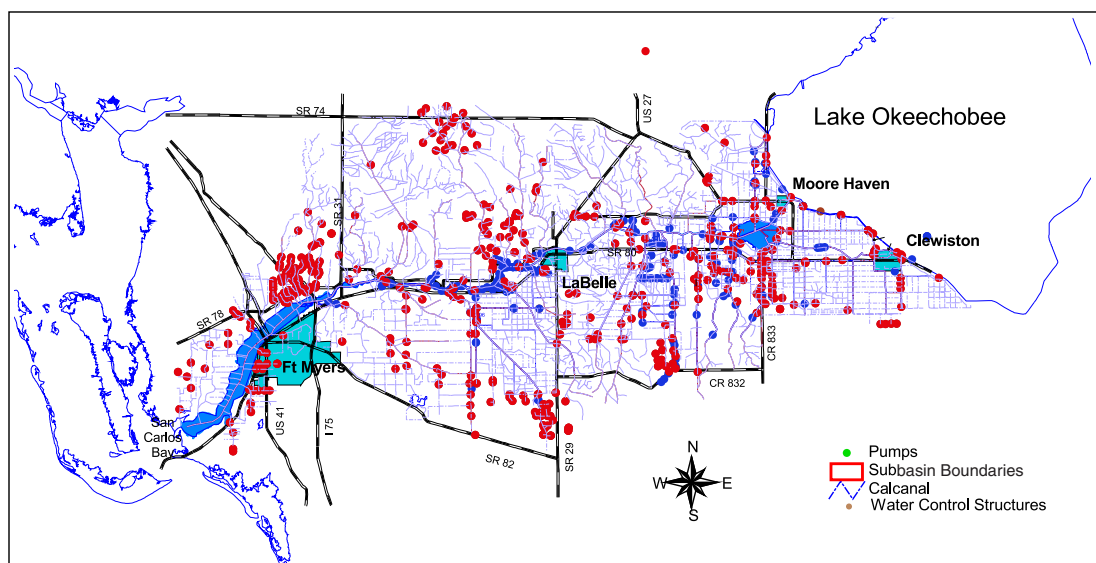 Lake Okeechobee
SR 74
US 27
Moore Haven
SR 31
Clewiston
SR 80
LaBelle
SR 78
CR 833
Ft Myers
CR 832
San
Carlos
Bay
US 41
I 75
SR 82
SR 29
N
W
E
S
Pumps
Subbasin Boundaries
Calcanal
Water Control Structures